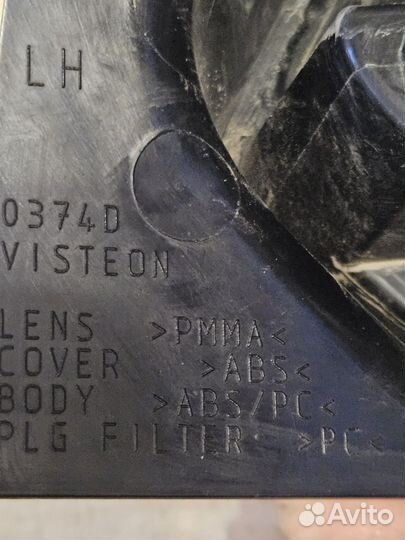 LH
0374D
VISTEON
LENS >PMMA<
COVER >ABS<
BODY >ABS/PC<
PLG FILTER >PC<
Avito